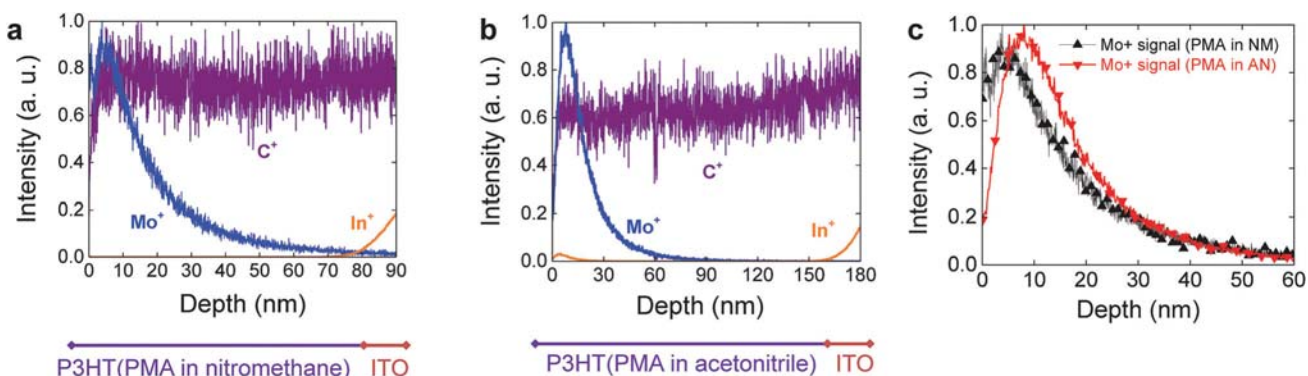 a
Intensity (a. u.)
1.0
0.8
0.6
0.4
0.2
0.0
C⁺
Mo⁺
In⁺
0 10 20 30 40 50 60 70 80 90
Depth (nm)
P3HT(PMA in nitromethane) ITO
b
Intensity (a. u.)
1.0
0.8
0.6
0.4
0.2
0.0
C⁺
Mo⁺
In⁺
0 30 60 90 120 150 180
Depth (nm)
P3HT(PMA in acetonitrile) ITO
c
Intensity (a. u.)
1.0
0.8
0.6
0.4
0.2
0.0
Mo+ signal (PMA in NM)
Mo+ signal (PMA in AN)
0 10 20 30 40 50 60
Depth (nm)